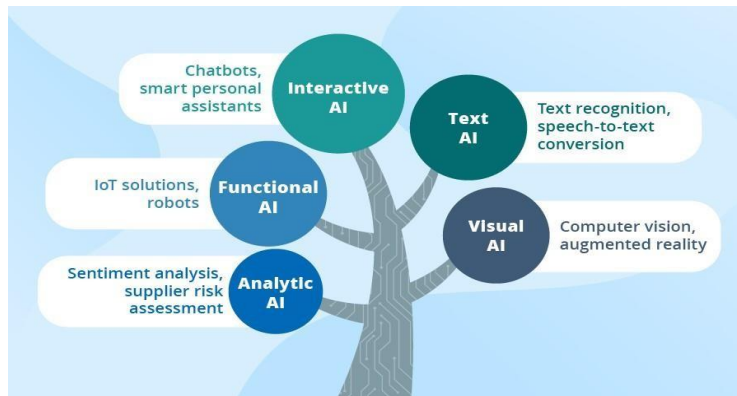 Chatbots,
smart personal
assistants
Interactive
AI
Text
AI
Text recognition,
speech-to-text
conversion
IoT solutions,
robots
Functional
AI
Visual
AI
Computer vision,
augmented reality
Sentiment analysis,
supplier risk
assessment
Analytic
AI